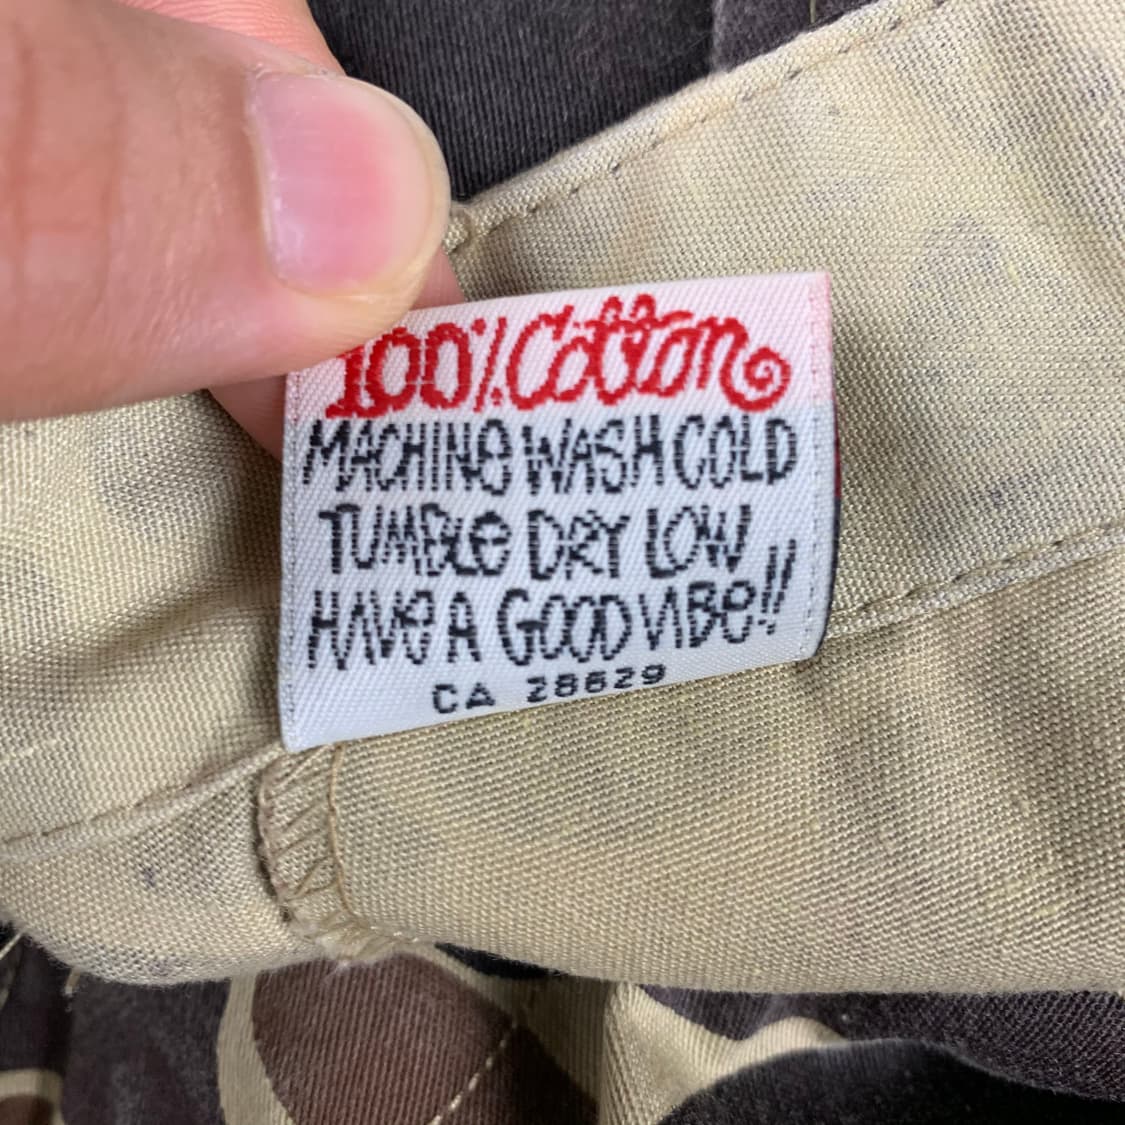 100% Cotton
MACHINe WASH COLD
TUMBLe DRY LOW
HAVe A GOOD VIBe!!
CA 28629